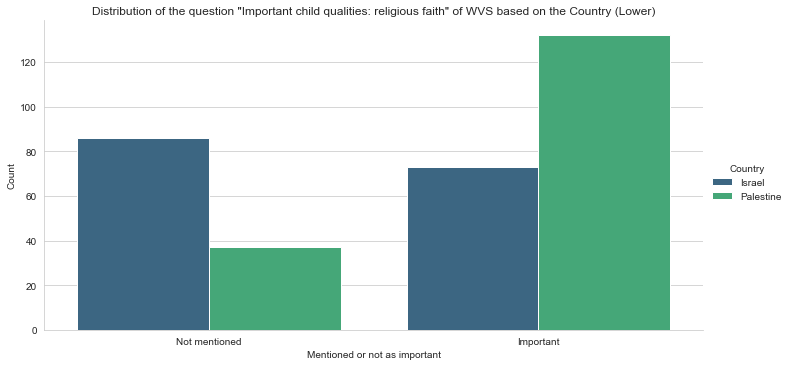 Distribution of the question "Important child qualities: religious faith" of WVS based on the Country (Lower)
120
100
80
60
40
20
0
Count
Not mentioned
Important
Mentioned or not as important
Country
Israel
Palestine